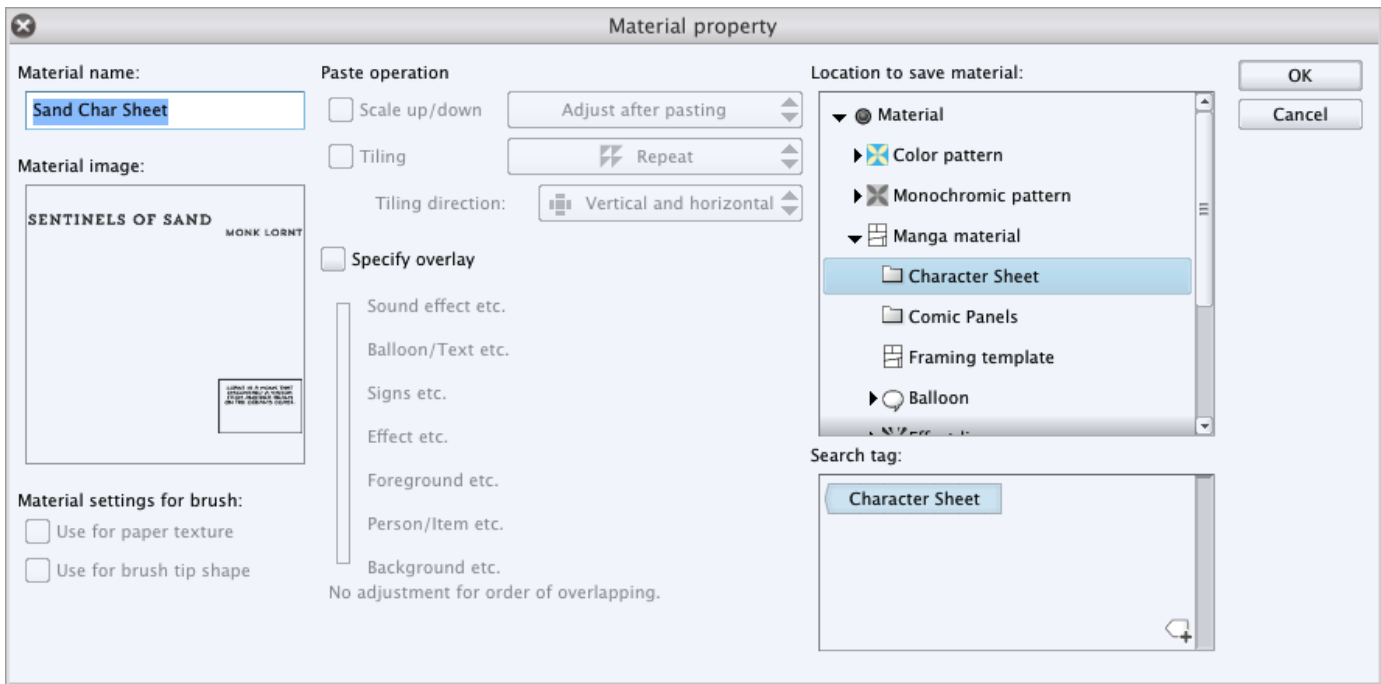 Material property
Material name:
Sand Char Sheet
Material image:
SENTINELS OF SAND
MONK LORNT
LORNT IS A MONK THAT
Material settings for brush:
Use for paper texture
Use for brush tip shape
Paste operation
Scale up/down
Adjust after pasting
Tiling
Repeat
Tiling direction:
Vertical and horizontal
Specify overlay
Sound effect etc.
Balloon/Text etc.
Signs etc.
Effect etc.
Foreground etc.
Person/Item etc.
Background etc.
No adjustment for order of overlapping.
Location to save material:
Material
Color pattern
Monochromic pattern
Manga material
Character Sheet
Comic Panels
Framing template
Balloon
Search tag:
Character Sheet
OK
Cancel